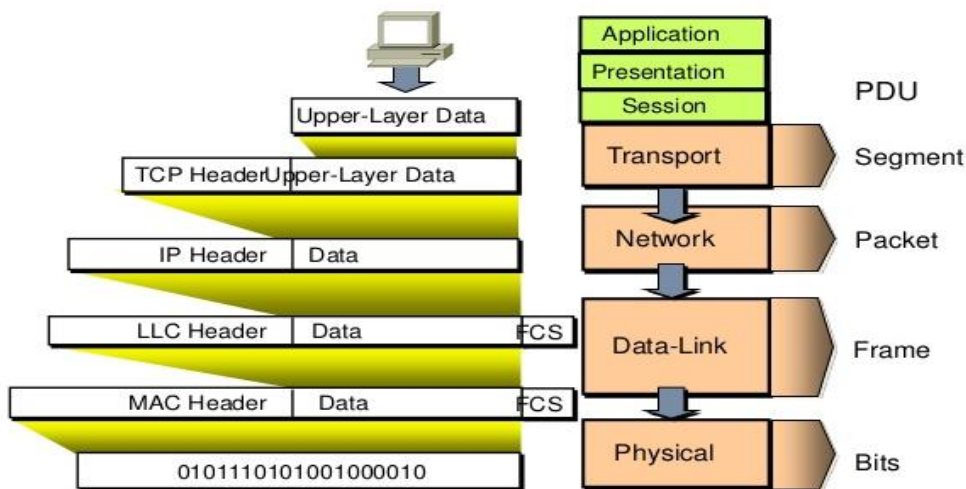 Application
Presentation
Session
PDU
Upper-Layer Data
Transport
Segment
TCP Header Upper-Layer Data
Network
Packet
IP Header Data
LLC Header Data FCS
Data-Link
Frame
MAC Header Data FCS
Physical
Bits
0101110101001000010